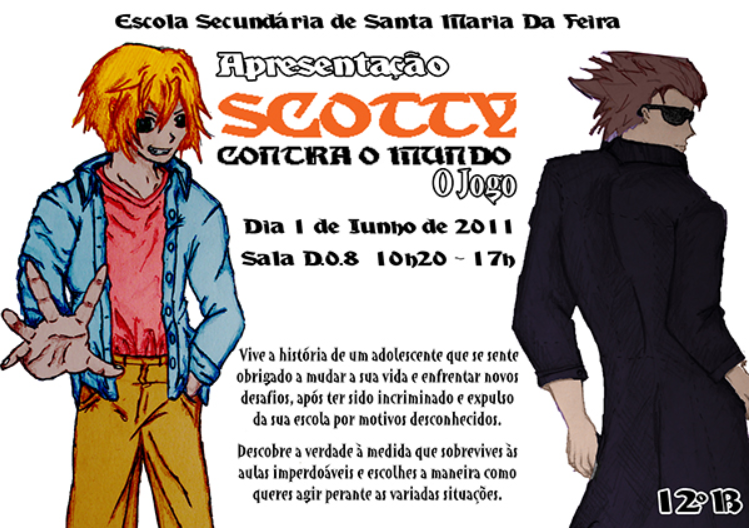 Escola Secundária de Santa Maria Da Feira
Apresentação
SCOTTY
CONTRA O MUNDO
O Jogo
Dia 1 de Junho de 2011
Sala D.0.8 10h20 - 17h
Vive a história de um adolescente que se sente
obrigado a mudar a sua vida e enfrentar novos
desafios, após ter sido incriminado e expulso
da sua escola por motivos desconhecidos.
Descobre a verdade à medida que sobrevives às
aulas imperdoáveis e escolhes a maneira como
queres agir perante as variadas situações.
12º B